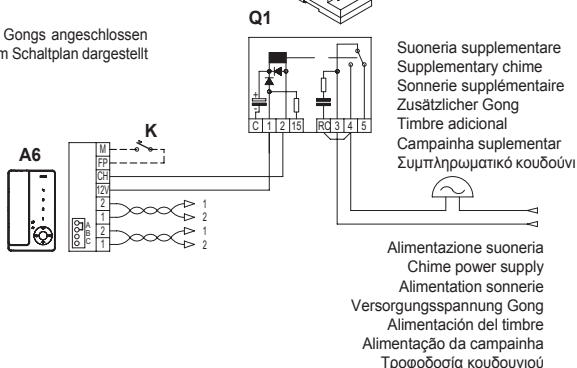 Gongs angeschlossen
m Schaltplan dargestellt
Q1
C 1 2 15 RC 3 4 5
+
-
Suoneria supplementare
Supplementary chime
Sonnerie supplémentaire
Zusätzlicher Gong
Timbre adicional
Campainha suplementar
Συμπληρωματικό κουδούνι
A6
K
M
FP
CH
12V
2 1
1 2
2 1
1 2
A
B
C
Alimentazione suoneria
Chime power supply
Alimentation sonnerie
Versorgungsspannung Gong
Alimentación del timbre
Alimentação da campainha
Τροφοδοσία κουδουνιού